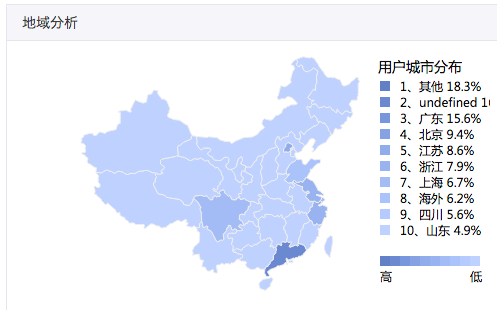 地域分析
用户城市分布
1、其他 18.3%
2、undefined
3、广东 15.6%
4、北京 9.4%
5、江苏 8.6%
6、浙江 7.9%
7、上海 6.7%
8、海外 6.2%
9、四川 5.6%
10、山东 4.9%
高 低